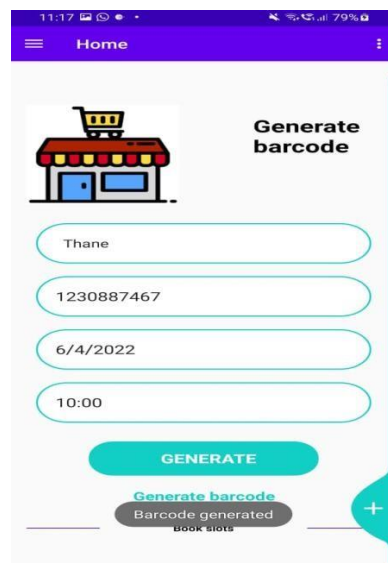 11:17 79%
Home
Generate
barcode
Thane
1230887467
6/4/2022
10:00
GENERATE
Generate barcode
Barcode generated
Book slots